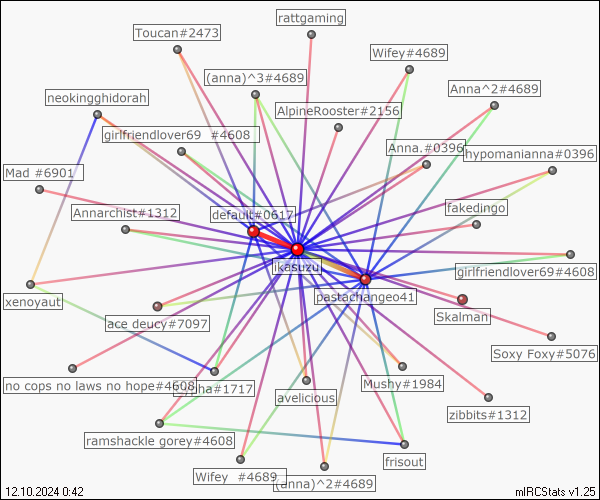 rattgaming
Toucan#2473
Wifey#4689
(anna)^3#4689
Anna^2#4689
neokingghidorah
AlpineRooster#2156
girlfriendlover69 #4608
Anna.#0396
hypomanianna#0396
Mad #6901
Annarchist#1312
default#0617
fakedingo
ikasuzu
girlfriendlover69#4608
xenoyaut
pastachangeo41
Skalman
ace deucy#7097
Soxy Foxy#5076
no cops no laws no hope#4608
#1717
Mushy#1984
avelicious
zibbits#1312
ramshackle gorey#4608
frisout
Wifey #4689
(anna)^2#4689
12.10.2024 0:42
mIRCStats v1.25